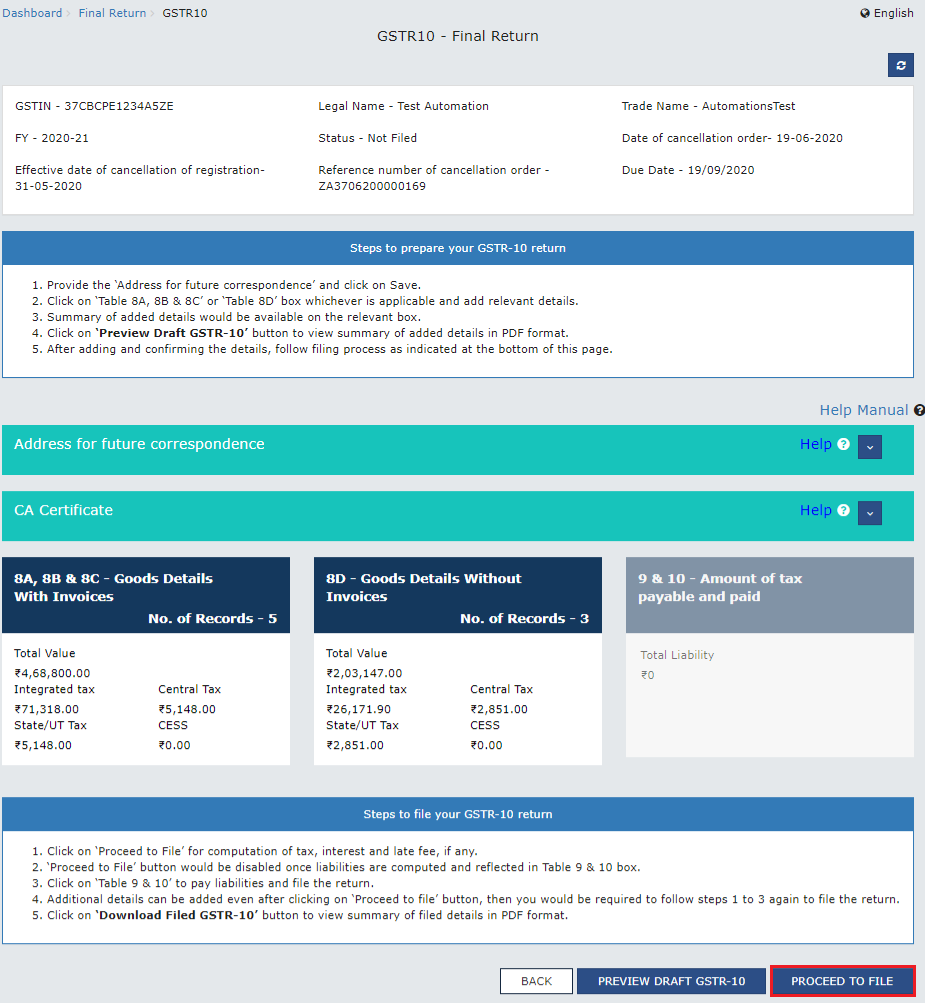 Dashboard › Final Return › GSTR10
English
GSTR10 - Final Return
GSTIN - 37CBCPE1234A5ZE
Legal Name - Test Automation
Trade Name - AutomationsTest
FY - 2020-21
Status - Not Filed
Date of cancellation order- 19-06-2020
Effective date of cancellation of registration-
31-05-2020
Reference number of cancellation order -
ZA3706200000169
Due Date - 19/09/2020
Steps to prepare your GSTR-10 return
1. Provide the ‘Address for future correspondence’ and click on Save.
2. Click on ‘Table 8A, 8B & 8C’ or ‘Table 8D’ box whichever is applicable and add relevant details.
3. Summary of added details would be available on the relevant box.
4. Click on ‘Preview Draft GSTR-10’ button to view summary of added details in PDF format.
5. After adding and confirming the details, follow filing process as indicated at the bottom of this page.
Help Manual ?
Address for future correspondence
Help ?
CA Certificate
Help ?
8A, 8B & 8C - Goods Details
With Invoices
No. of Records - 5
Total Value
₹4,68,800.00
Integrated tax
Central Tax
₹71,318.00
₹5,148.00
State/UT Tax
CESS
₹5,148.00
₹0.00
8D - Goods Details Without
Invoices
No. of Records - 3
Total Value
₹2,03,147.00
Integrated tax
Central Tax
₹26,171.90
₹2,851.00
State/UT Tax
CESS
₹2,851.00
₹0.00
9 & 10 - Amount of tax
payable and paid
Total Liability
₹0
Steps to file your GSTR-10 return
1. Click on ‘Proceed to File’ for computation of tax, interest and late fee, if any.
2. ‘Proceed to File’ button would be disabled once liabilities are computed and reflected in Table 9 & 10 box.
3. Click on ‘Table 9 & 10’ to pay liabilities and file the return.
4. Additional details can be added even after clicking on ‘Proceed to file’ button, then you would be required to follow steps 1 to 3 again to file the return.
5. Click on ‘Download Filed GSTR-10’ button to view summary of filed details in PDF format.
BACK
PREVIEW DRAFT GSTR-10
PROCEED TO FILE